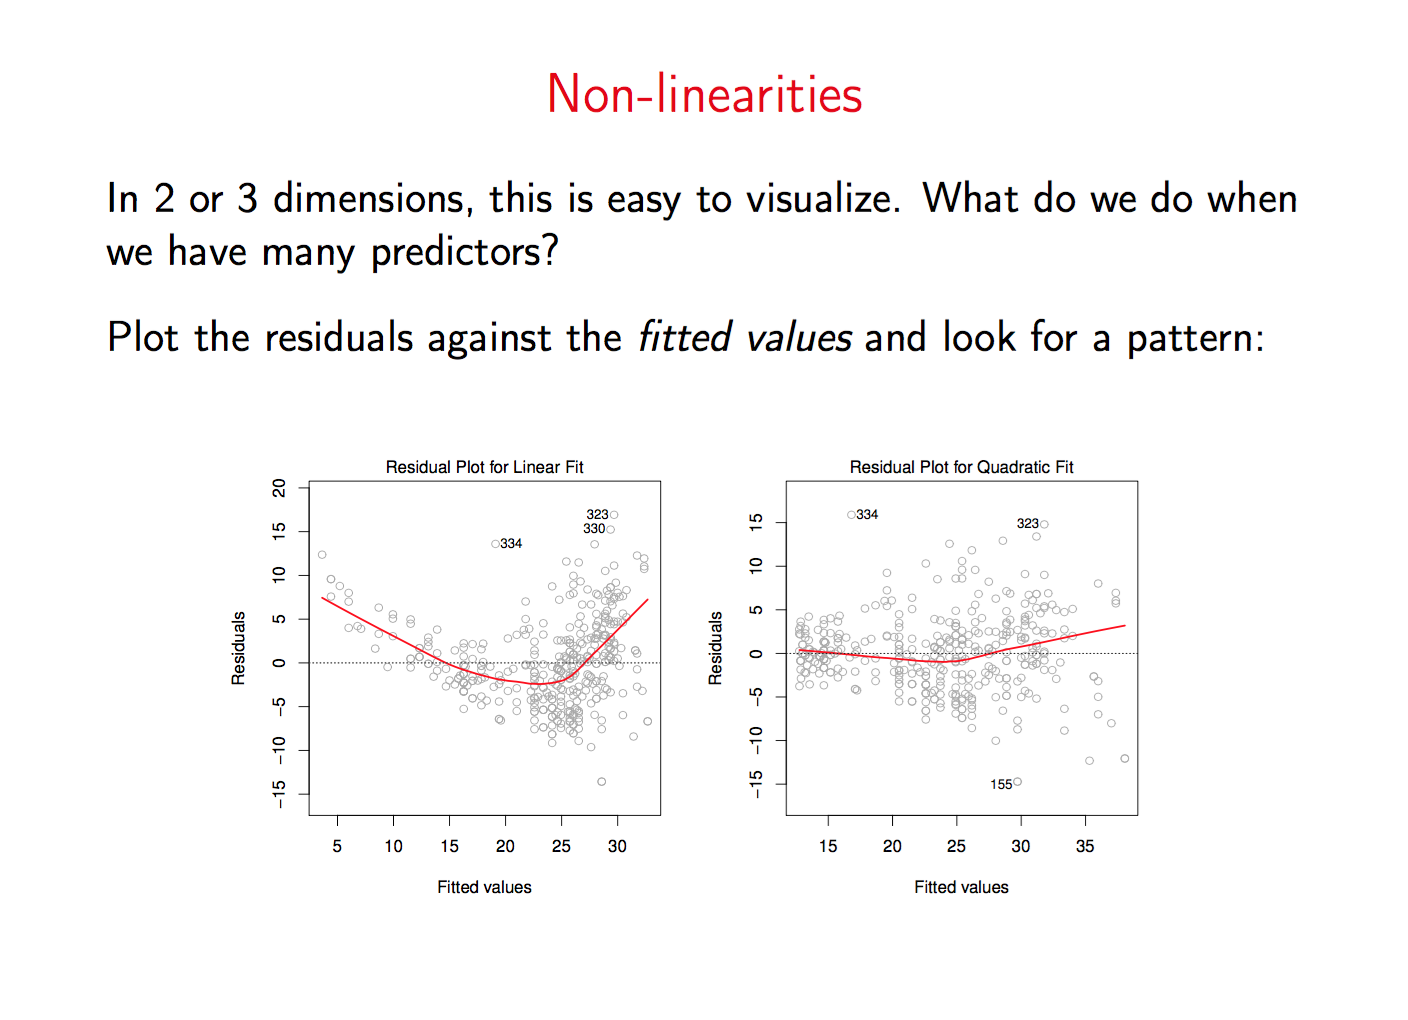 Non-linearities
In 2 or 3 dimensions, this is easy to visualize. What do we do when
we have many predictors?
Plot the residuals against the fitted values and look for a pattern:
Residual Plot for Linear Fit
Residuals
20
15
10
5
0
−5
−10
−15
323
330
334
5 10 15 20 25 30
Fitted values
Residual Plot for Quadratic Fit
Residuals
15
10
5
0
−5
−10
−15
334
323
155
15 20 25 30 35
Fitted values